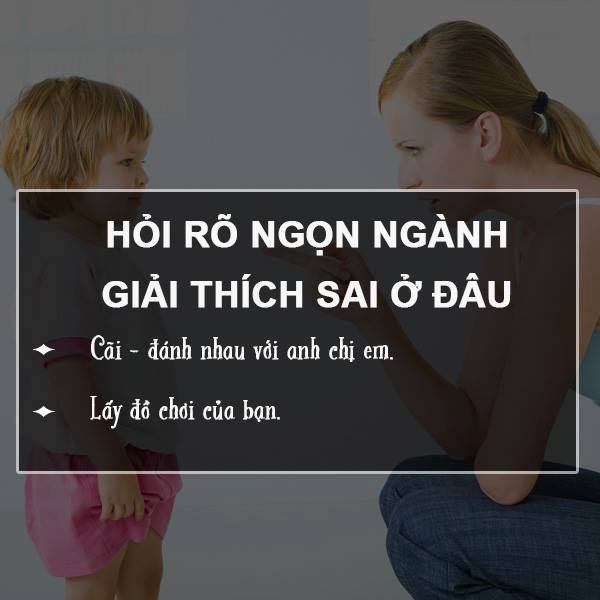 HỎI RÕ NGỌN NGÀNH
GIẢI THÍCH SAI Ở ĐÂU
Cãi - đánh nhau với anh chị em.
Lấy đồ chơi của bạn.